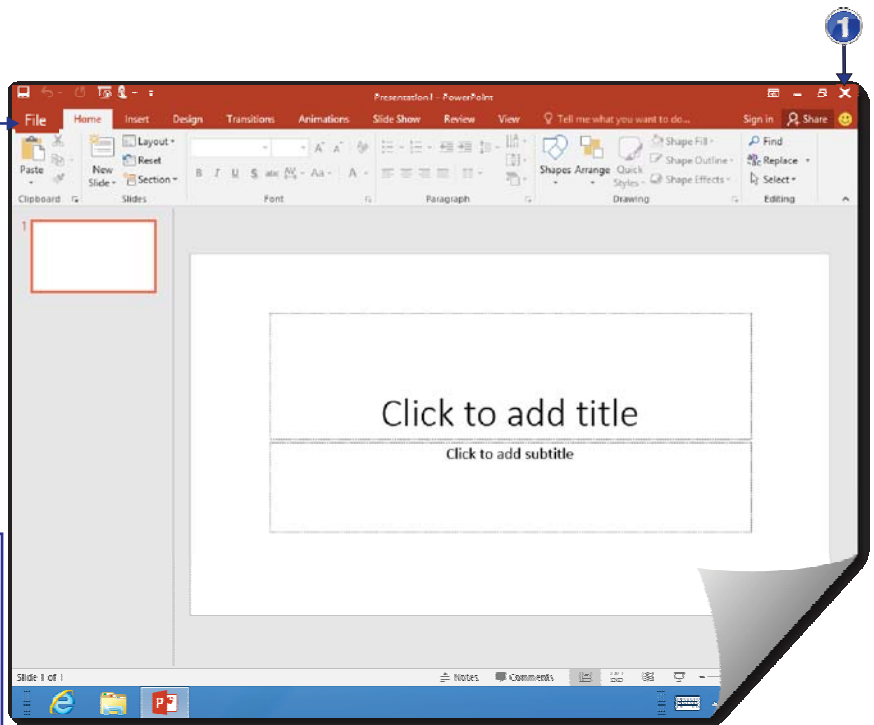 1
Presentation1 - PowerPoint
File Home Insert Design Transitions Animations Slide Show Review View Tell me what you want to do... Sign in Share
Paste
New Slide
Layout
Reset
Section
B I U S abc AV Aa A
Shapes Arrange Quick Styles
Shape Fill
Shape Outline
Shape Effects
Find
Replace
Select
Clipboard Slides Font Paragraph Drawing Editing
1
Click to add title
Click to add subtitle
Slide 1 of 1 Notes Comments